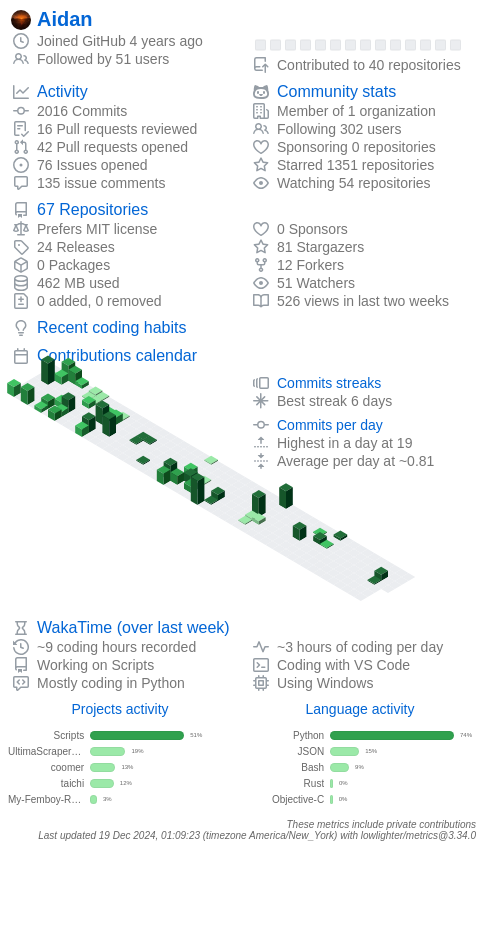 Aidan
Joined GitHub 4 years ago
Followed by 51 users
Contributed to 40 repositories
Activity
2016 Commits
16 Pull requests reviewed
42 Pull requests opened
76 Issues opened
135 issue comments
Community stats
Member of 1 organization
Following 302 users
Sponsoring 0 repositories
Starred 1351 repositories
Watching 54 repositories
67 Repositories
Prefers MIT license
24 Releases
0 Packages
462 MB used
0 added, 0 removed
0 Sponsors
81 Stargazers
12 Forkers
51 Watchers
526 views in last two weeks
Recent coding habits
Contributions calendar
Commits streaks
Best streak 6 days
Commits per day
Highest in a day at 19
Average per day at ~0.81
WakaTime (over last week)
~9 coding hours recorded
Working on Scripts
Mostly coding in Python
~3 hours of coding per day
Coding with VS Code
Using Windows
Projects activity
Scripts 51%
UltimaScraper… 19%
coomer 13%
taichi 12%
My-Femboy-R… 3%
Language activity
Python 74%
JSON 15%
Bash 9%
Rust 0%
Objective-C 0%
These metrics include private contributions
Last updated 19 Dec 2024, 01:09:23 (timezone America/New_York) with lowlighter/metrics@3.34.0